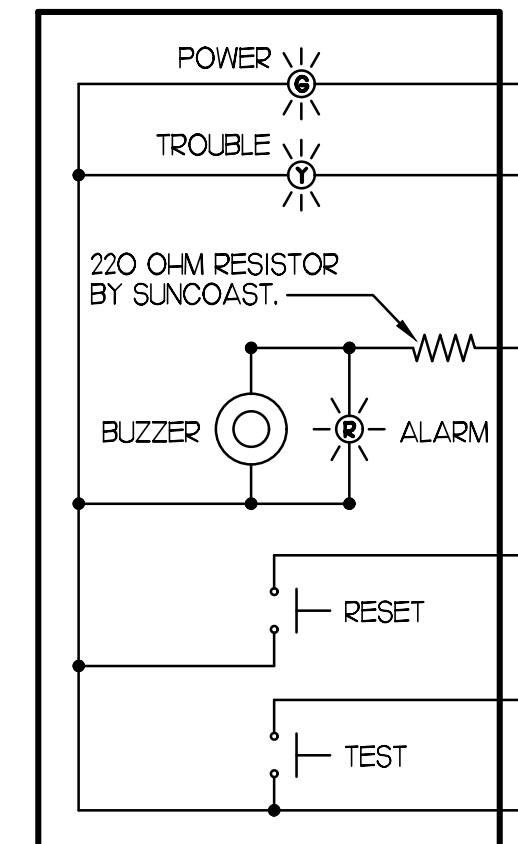 POWER
G
TROUBLE
Y
220 OHM RESISTOR
BY SUNCOAST.
BUZZER
R
ALARM
RESET
TEST